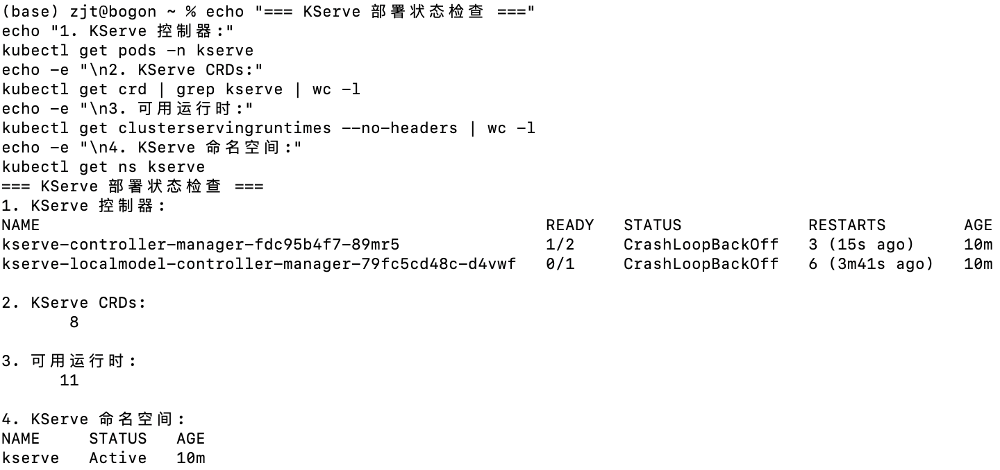 (base) zjt@bogon ~ % echo "=== KServe 部署状态检查 ==="
echo "1. KServe 控制器:"
kubectl get pods -n kserve
echo -e "\n2. KServe CRDs:"
kubectl get crd | grep kserve | wc -l
echo -e "\n3. 可用运行时:"
kubectl get clusterservingruntimes --no-headers | wc -l
echo -e "\n4. KServe 命名空间:"
kubectl get ns kserve
=== KServe 部署状态检查 ===
1. KServe 控制器:
NAME READY STATUS RESTARTS AGE
kserve-controller-manager-fdc95b4f7-89mr5 1/2 CrashLoopBackOff 3 (15s ago) 10m
kserve-localmodel-controller-manager-79fc5cd48c-d4vwf 0/1 CrashLoopBackOff 6 (3m41s ago) 10m
2. KServe CRDs:
8
3. 可用运行时:
11
4. KServe 命名空间:
NAME STATUS AGE
kserve Active 10m